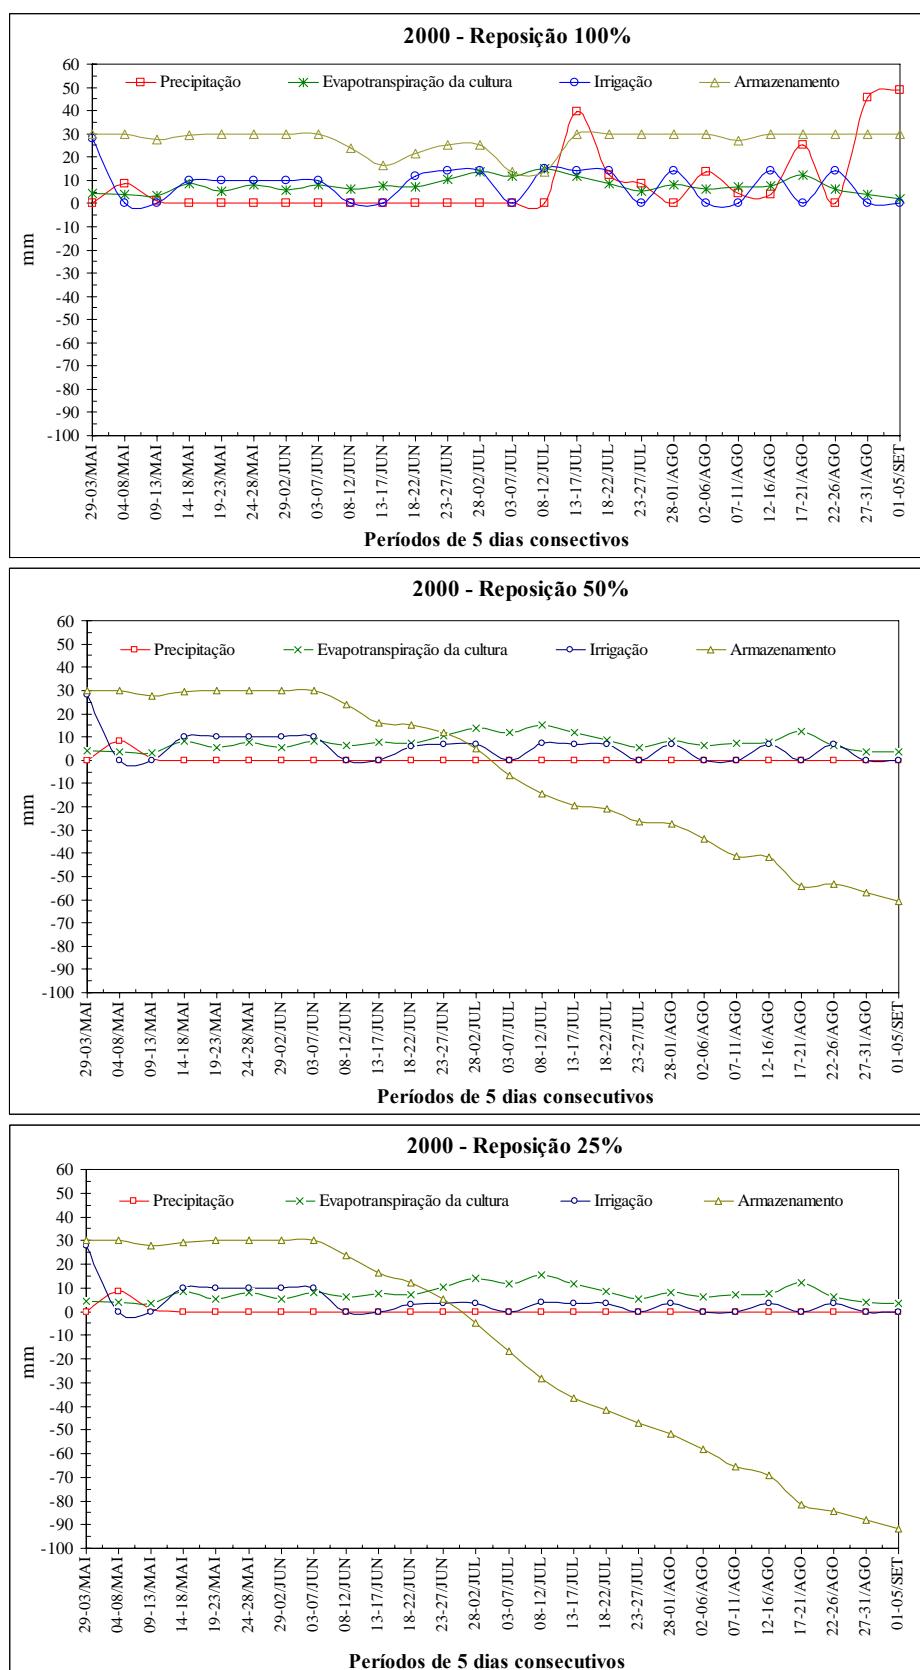 2000 - Reposição 100%
Precipitação Evapotranspiração da cultura Irrigação Armazenamento
60
50
40
30
20
10
0
-10
-20
-30
-40
-50
-60
-70
-80
-90
-100
mm
29-03/MAI
04-08/MAI
09-13/MAI
14-18/MAI
19-23/MAI
24-28/MAI
29-02/JUN
03-07/JUN
08-12/JUN
13-17/JUN
18-22/JUN
23-27/JUN
28-02/JUL
03-07/JUL
08-12/JUL
13-17/JUL
18-22/JUL
23-27/JUL
28-01/AGO
02-06/AGO
07-11/AGO
12-16/AGO
17-21/AGO
22-26/AGO
27-31/AGO
01-05/SET
Períodos de 5 dias consectivos
2000 - Reposição 50%
Precipitação Evapotranspiração da cultura Irrigação Armazenamento
60
50
40
30
20
10
0
-10
-20
-30
-40
-50
-60
-70
-80
-90
-100
mm
29-03/MAI
04-08/MAI
09-13/MAI
14-18/MAI
19-23/MAI
24-28/MAI
29-02/JUN
03-07/JUN
08-12/JUN
13-17/JUN
18-22/JUN
23-27/JUN
28-02/JUL
03-07/JUL
08-12/JUL
13-17/JUL
18-22/JUL
23-27/JUL
28-01/AGO
02-06/AGO
07-11/AGO
12-16/AGO
17-21/AGO
22-26/AGO
27-31/AGO
01-05/SET
Períodos de 5 dias consecutivos
2000 - Reposição 25%
Precipitação Evapotranspiração da cultura Irrigação Armazenamento
60
50
40
30
20
10
0
-10
-20
-30
-40
-50
-60
-70
-80
-90
-100
mm
29-03/MAI
04-08/MAI
09-13/MAI
14-18/MAI
19-23/MAI
24-28/MAI
29-02/JUN
03-07/JUN
08-12/JUN
13-17/JUN
18-22/JUN
23-27/JUN
28-02/JUL
03-07/JUL
08-12/JUL
13-17/JUL
18-22/JUL
23-27/JUL
28-01/AGO
02-06/AGO
07-11/AGO
12-16/AGO
17-21/AGO
22-26/AGO
27-31/AGO
01-05/SET
Períodos de 5 dias consecutivos